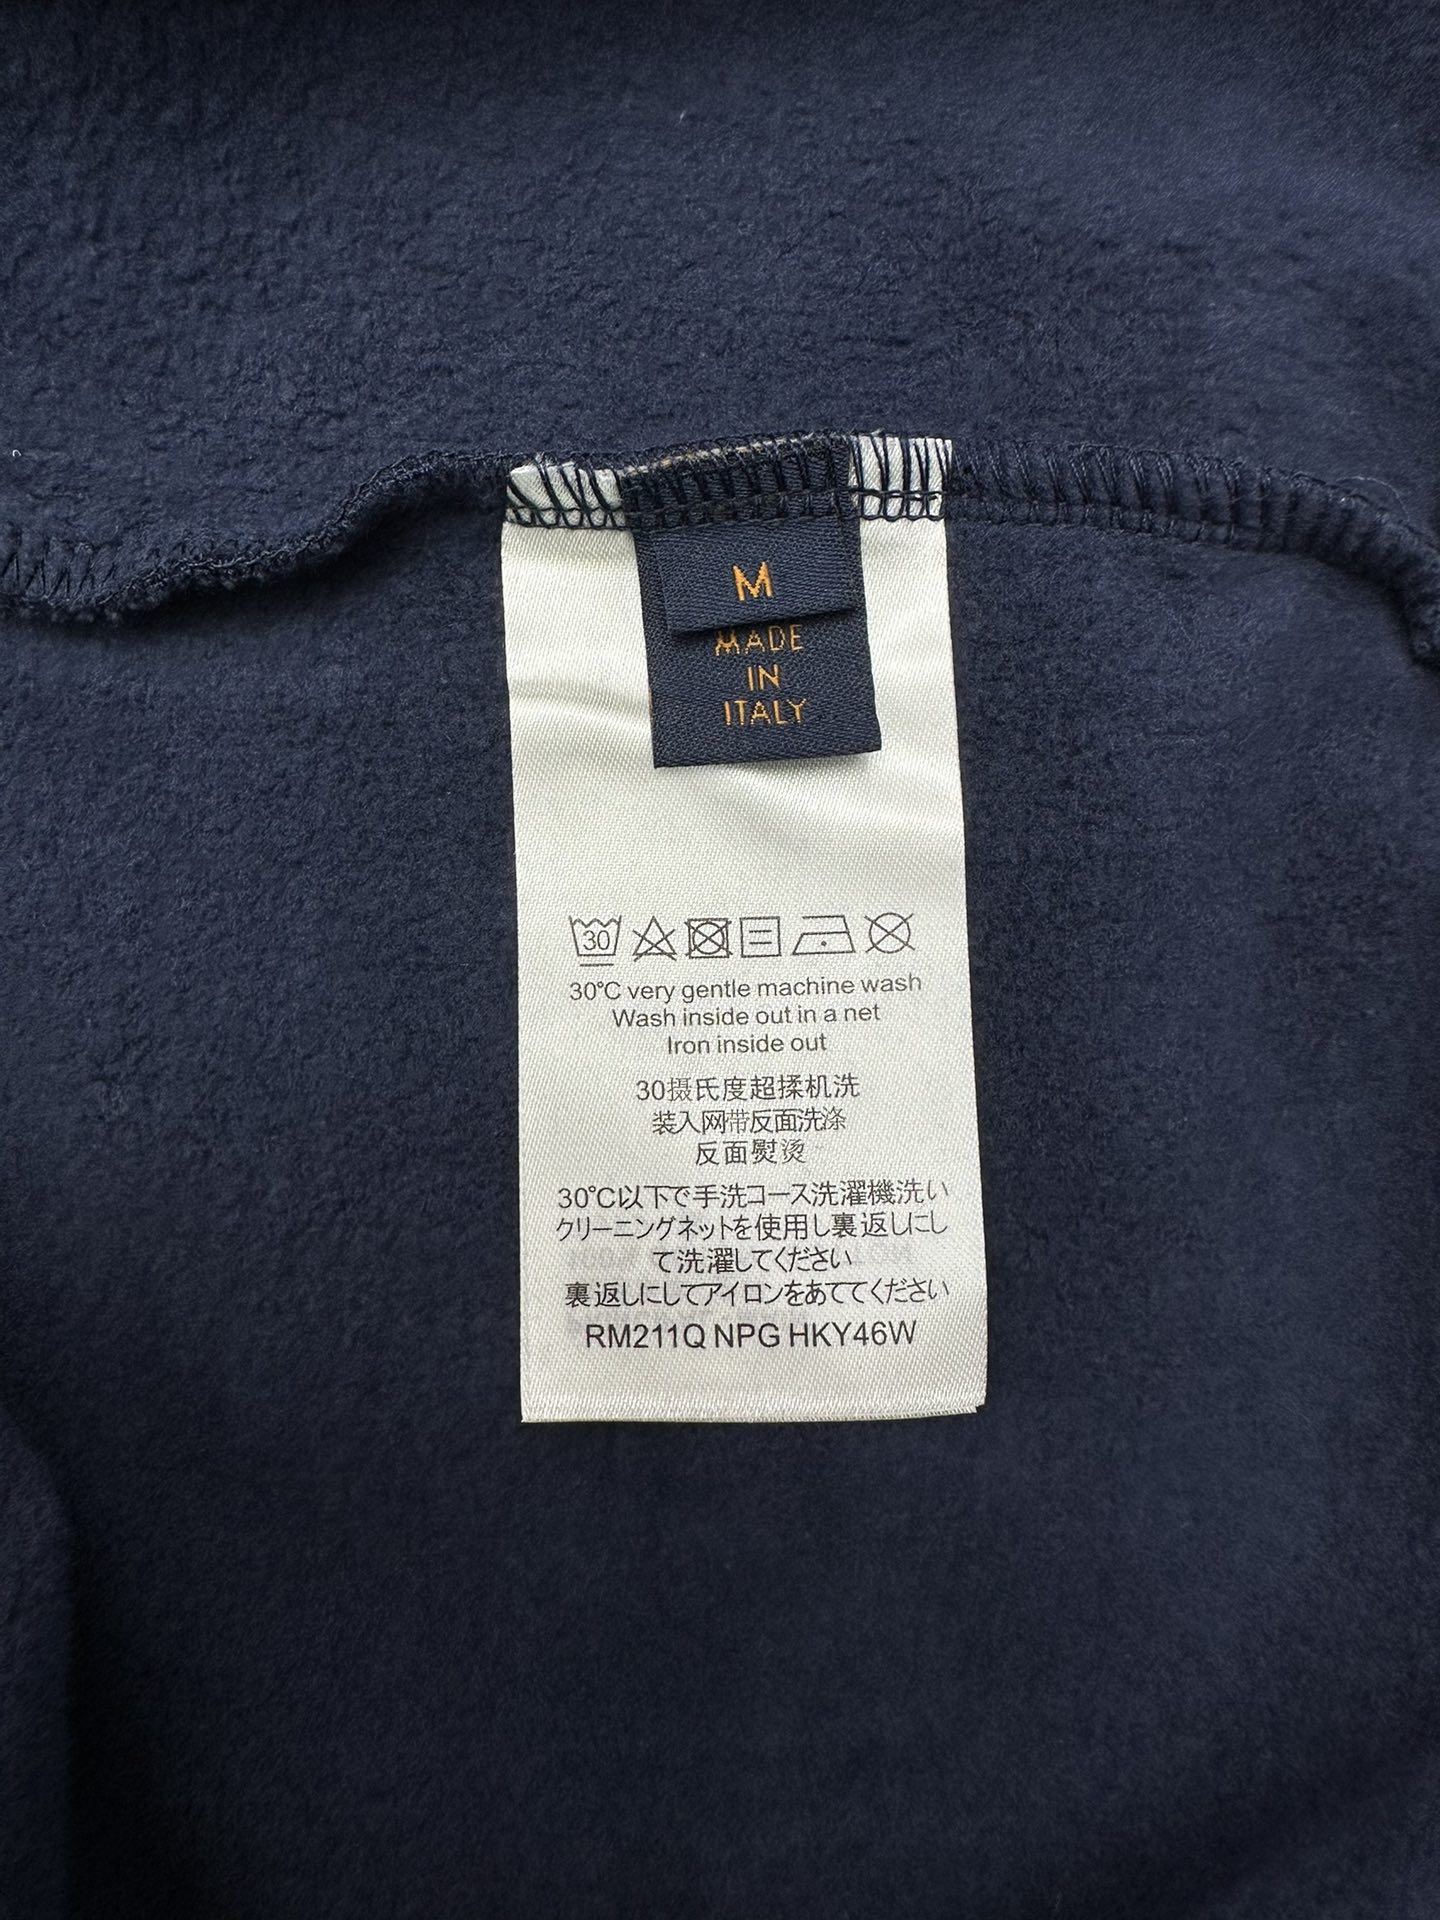 M
MADE
IN
ITALY
30
30°C very gentle machine wash
Wash inside out in a net
Iron inside out
30摄氏度超揉机洗
装入网带反面洗涤
反面熨烫
30°C以下で手洗コース洗濯機洗い
クリーニングネットを使用し裏返しにし
て洗濯してください
裏返しにしてアイロンをあててください
RM211Q NPG HKY46W